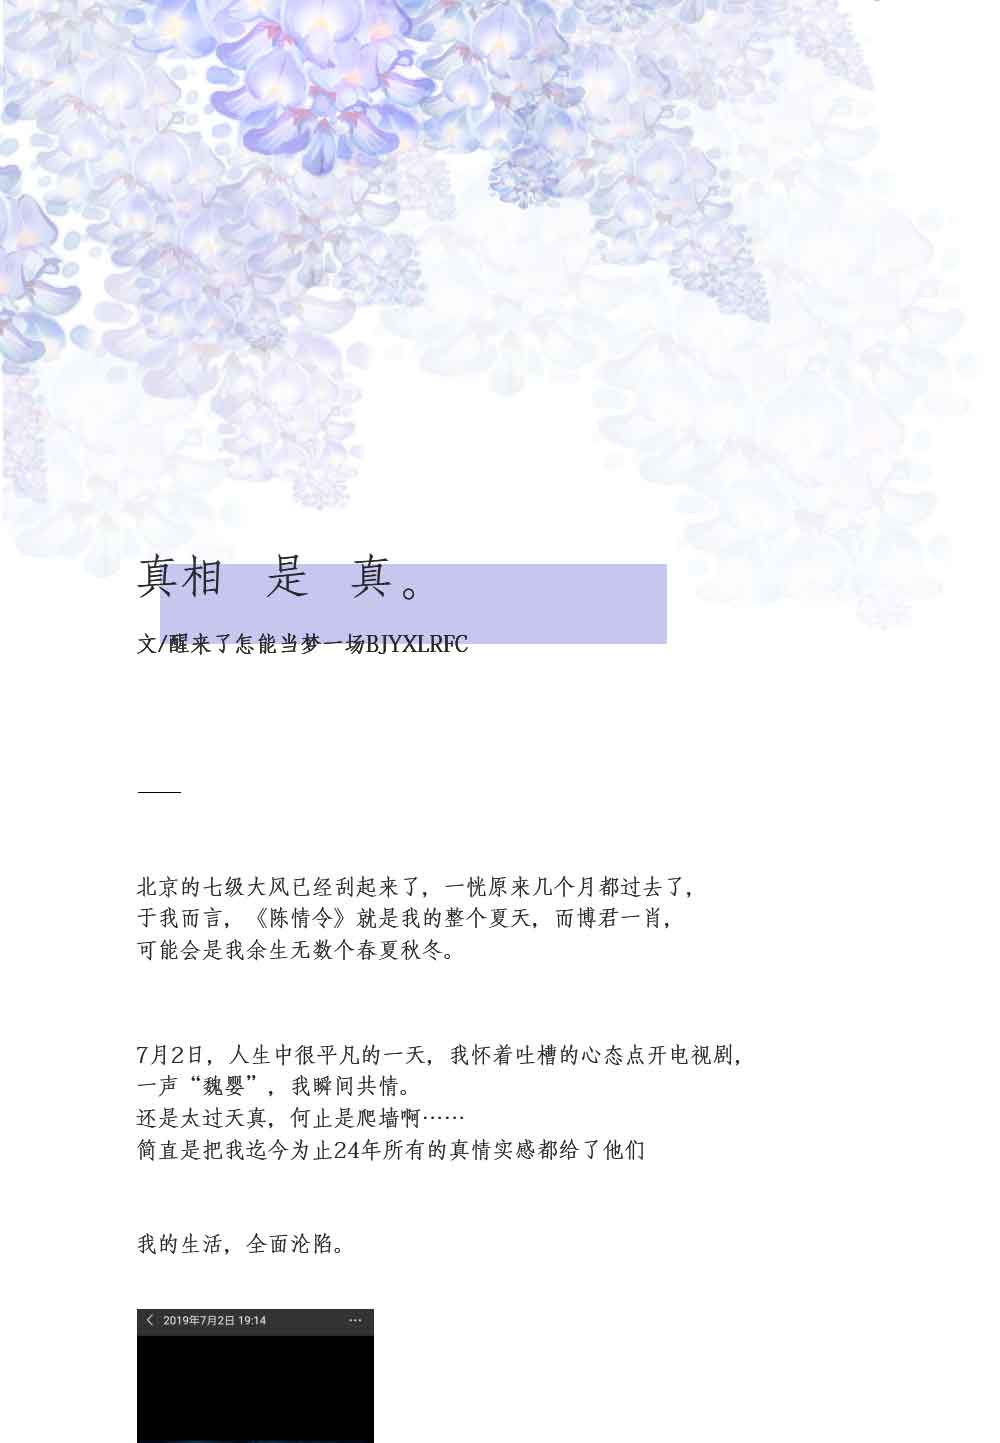 真相 是 真。
文/醒来了怎能当梦一场BJYXLRFC
北京的七级大风已经刮起来了，一恍原来几个月都过去了，
于我而言，《陈情令》就是我的整个夏天，而博君一肖，
可能会是我余生无数个春夏秋冬。
7月2日，人生中很平凡的一天，我怀着吐槽的心态点开电视剧，
一声“魏婴”，我瞬间共情。
还是太过天真，何止是爬墙啊……
简直是把我迄今为止24年所有的真情实感都给了他们
我的生活，全面沦陷。
2019年7月2日 19:14